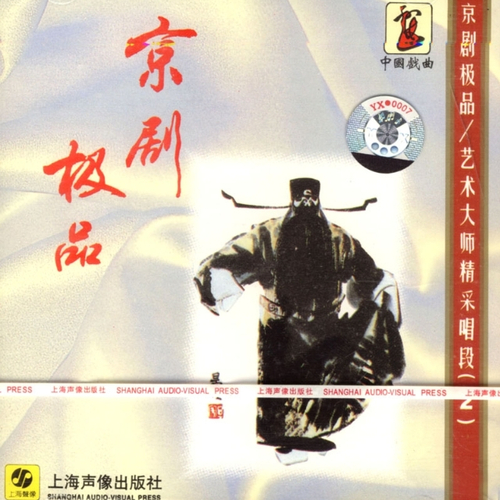 京剧
极品
中國戲曲
YX●0007
京剧极品/艺术大师精采唱段(2)
PRESS 上海声像出版社 SHANGHAI AUDIO-VISUAL PRESS 上海声像出版社 SHANGHAI AUDIO-VISUAL PRESS 上海声像出版社
上海聲像
上海声像出版社
SHANGHAI AUDIO-VISUAL PRESS